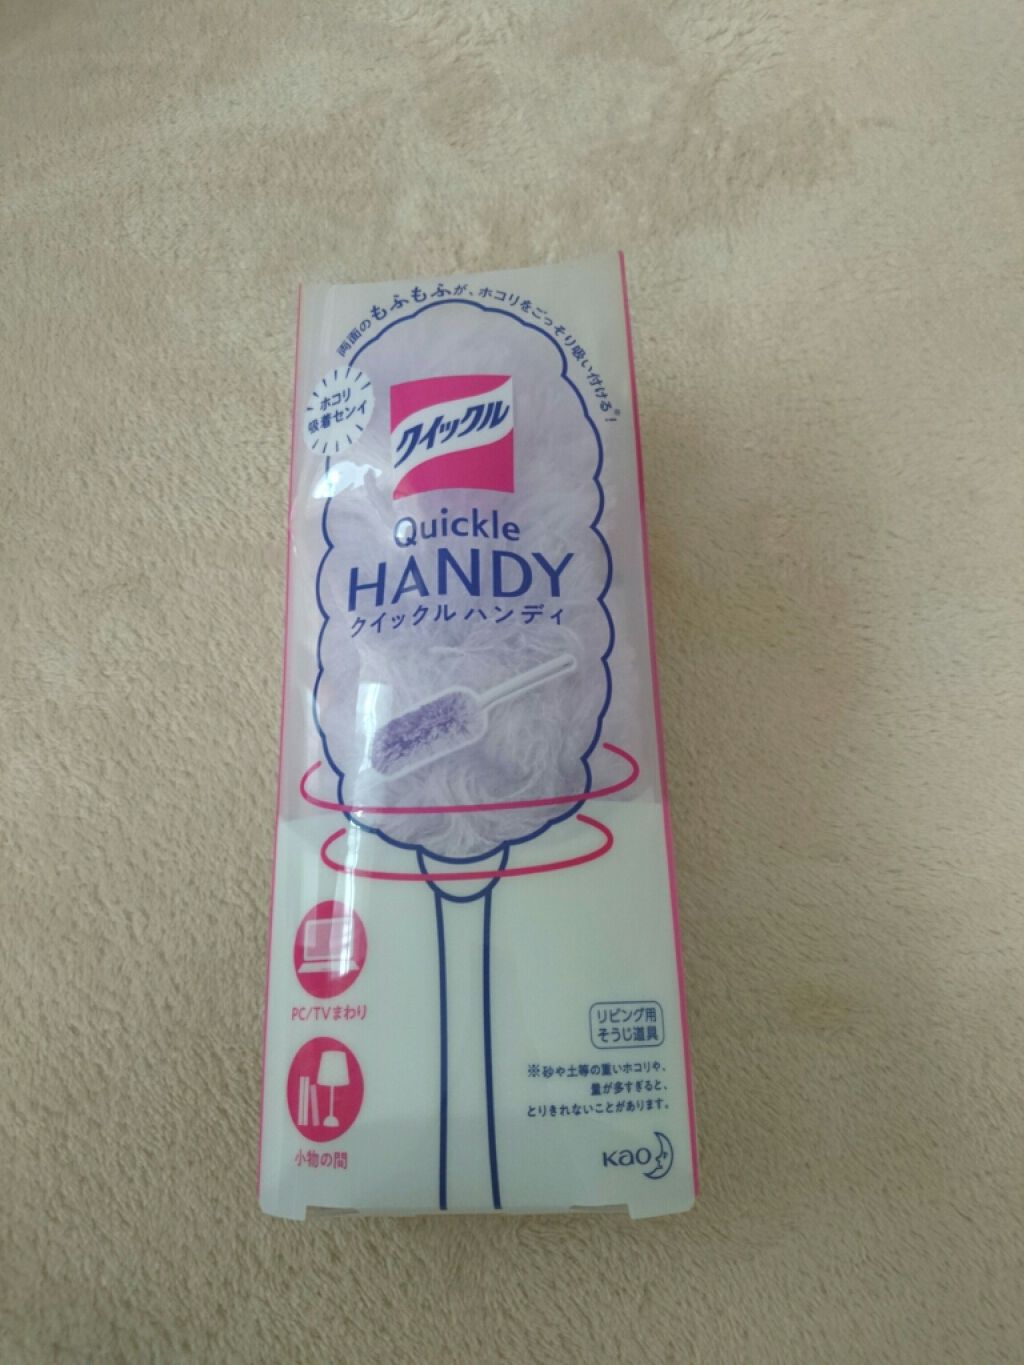 両面のもふもふが、ホコリをごっそり吸い付ける※!
ホコリ
吸着センイ
クイックル
Quickle
HANDY
クイックル ハンディ
PC/TVまわり
小物の間
リビング用
そうじ道具
※砂や土等の重いホコリや、
量が多すぎると、
とりきれないことがあります。
Kao